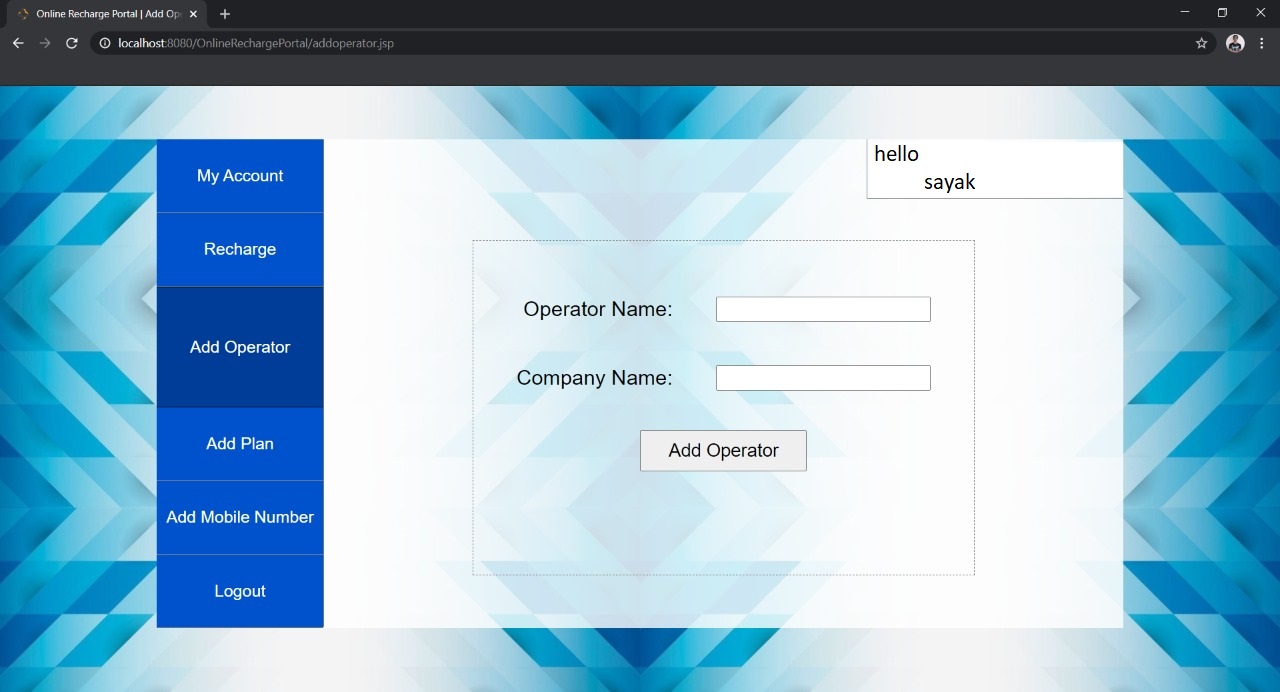 Online Recharge Portal | Add Op
localhost:8080/OnlineRechargePortal/addoperator.jsp
hello
sayak
My Account
Recharge
Add Operator
Add Plan
Add Mobile Number
Logout
Operator Name:
Company Name:
Add Operator